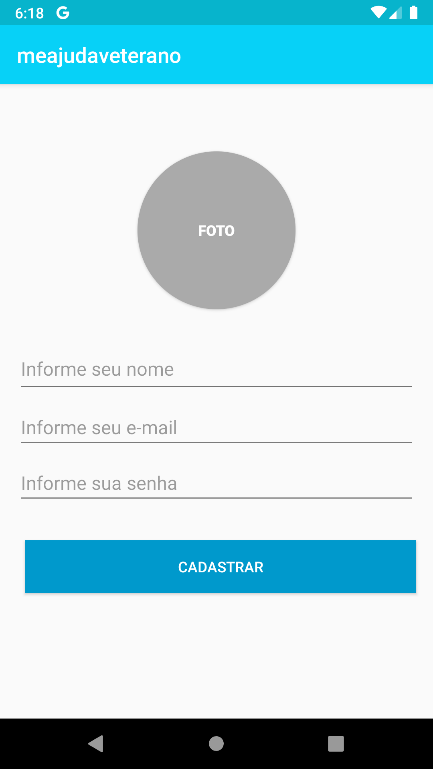 6:18 G
meajudaveterano
FOTO
Informe seu nome
Informe seu e-mail
Informe sua senha
CADASTRAR